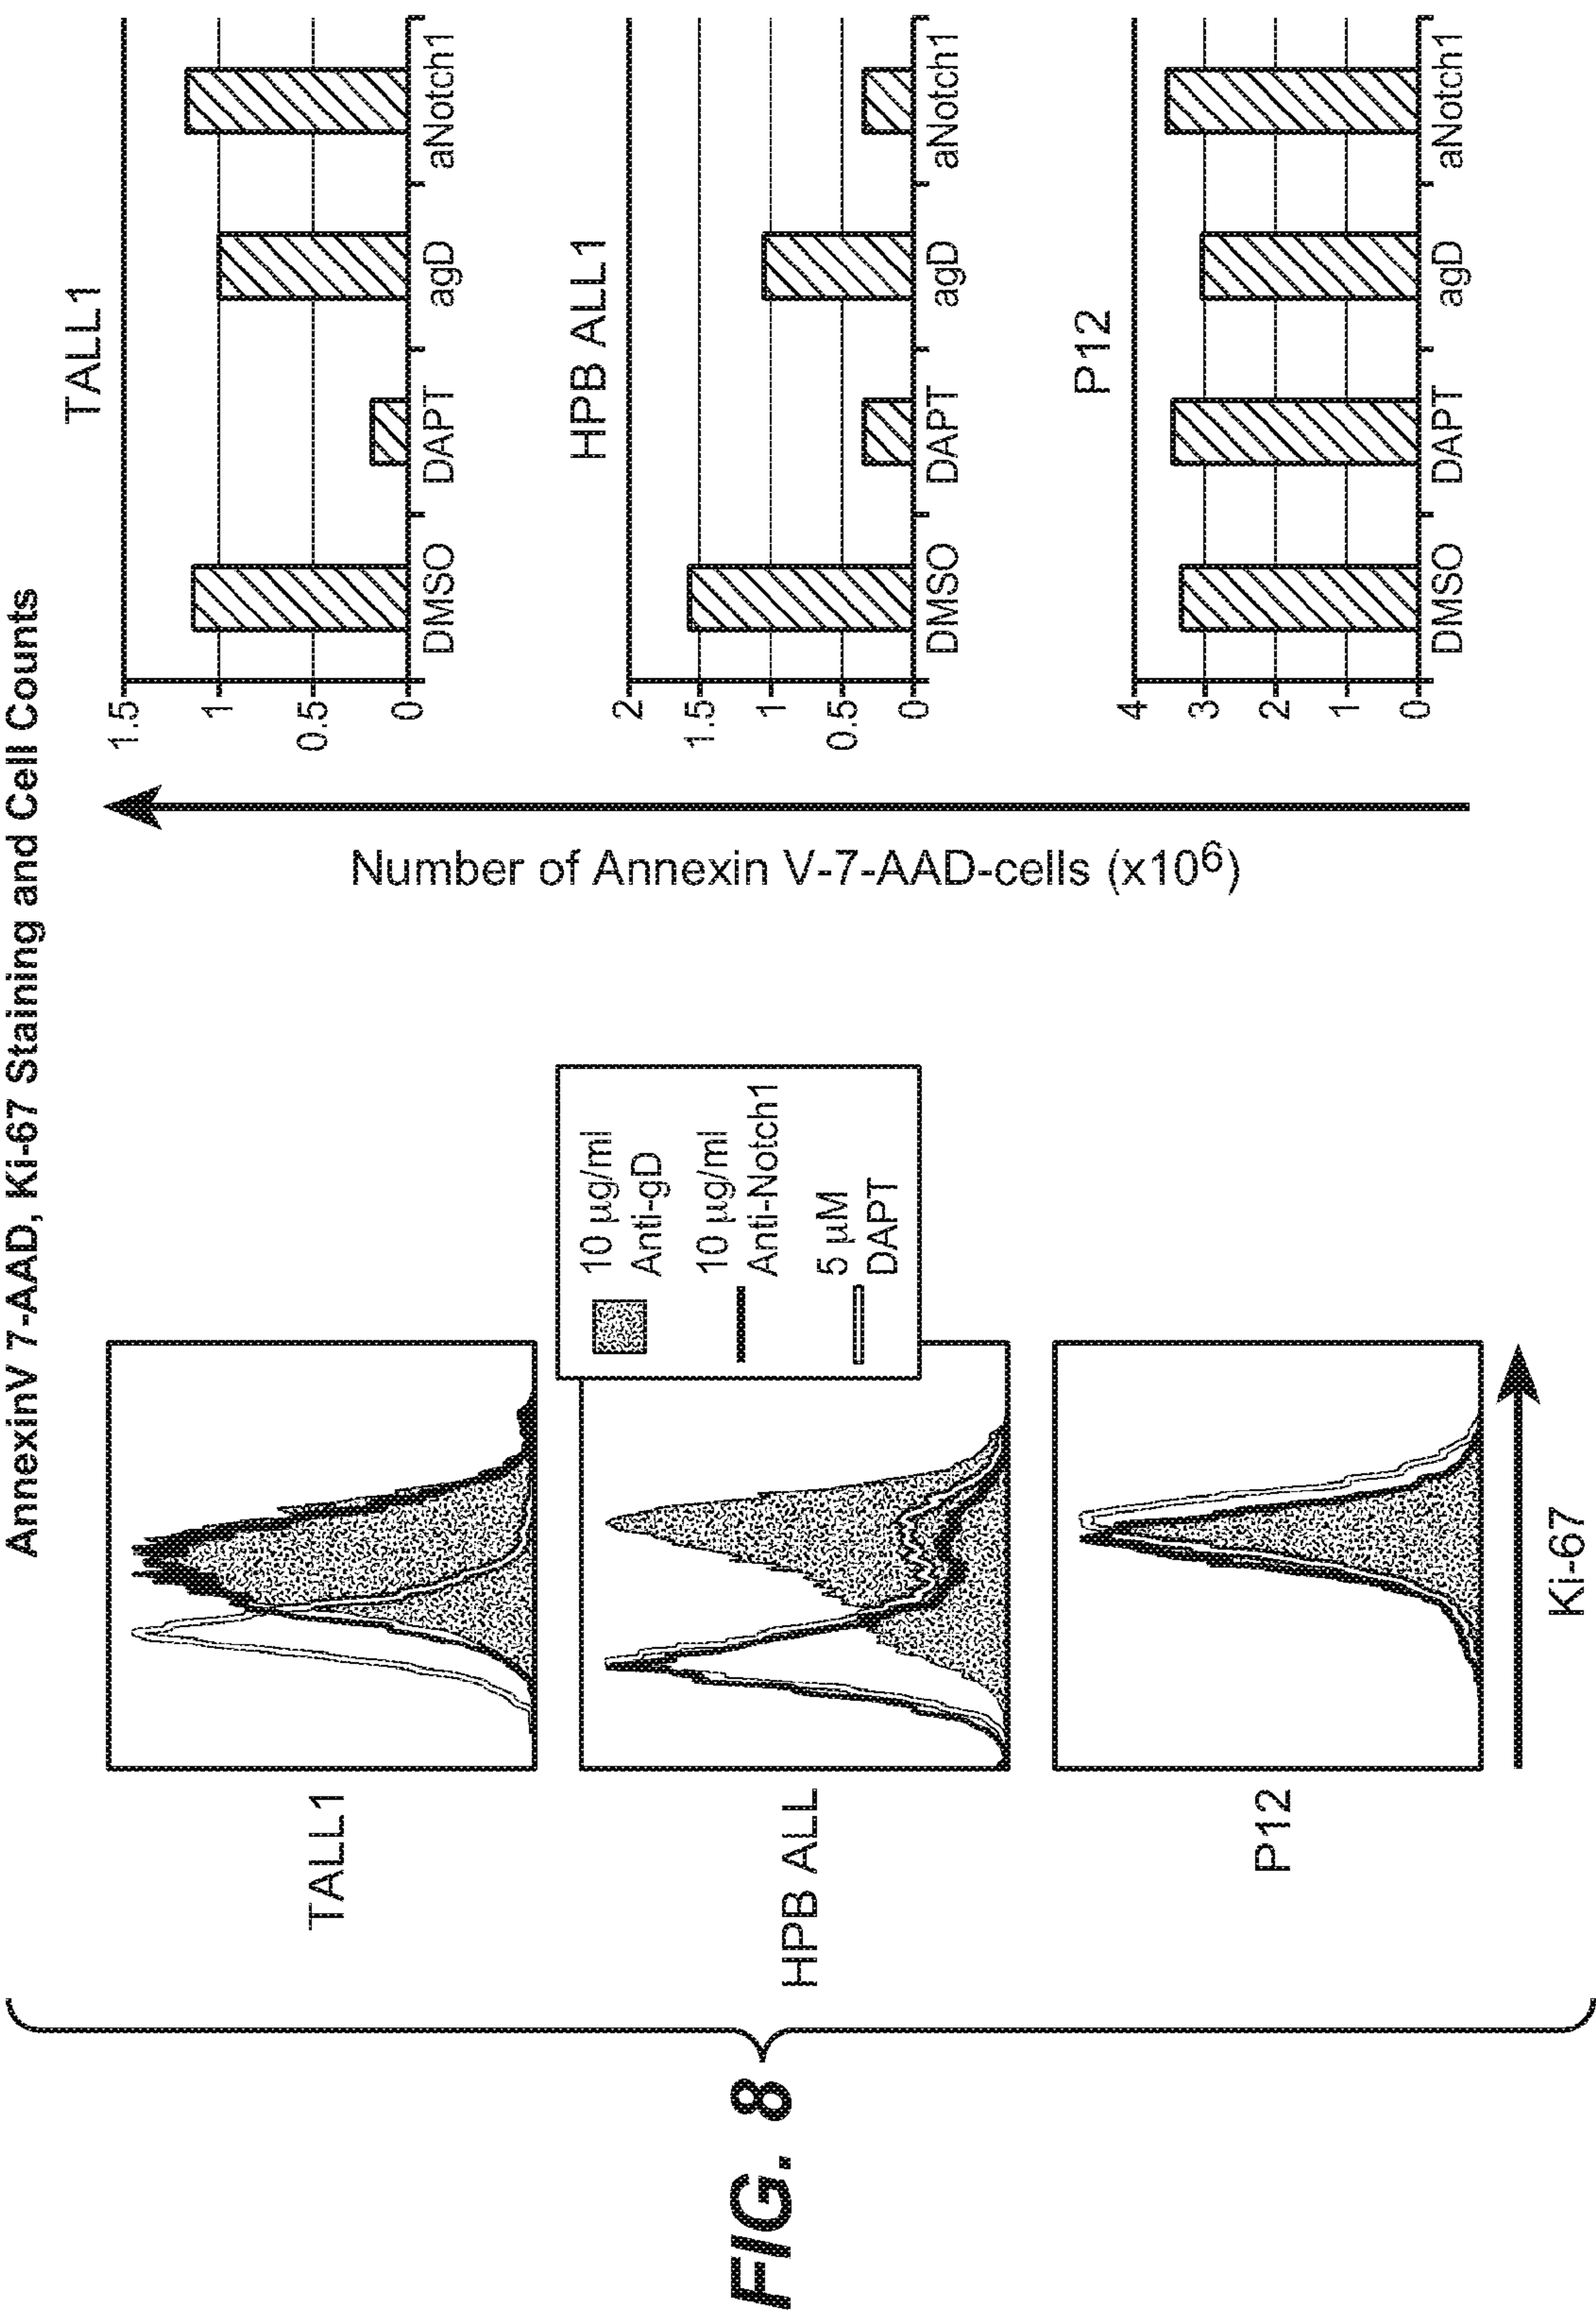 AnnexinV 7-AAD, Ki-67 Staining and Cell Counts
TALL1
HPB ALL
P12
Ki-67
10 µg/ml
Anti-gD
10 µg/ml
Anti-Notch1
5 µM
DAPT
Number of Annexin V-7-AAD-cells (x10⁶)
TALL1
1.5
1
0.5
0
DMSO DAPT agD aNotch1
HPB ALL1
2
1.5
1
0.5
0
DMSO DAPT agD aNotch1
P12
4
3
2
1
0
DMSO DAPT agD aNotch1
FIG. 8